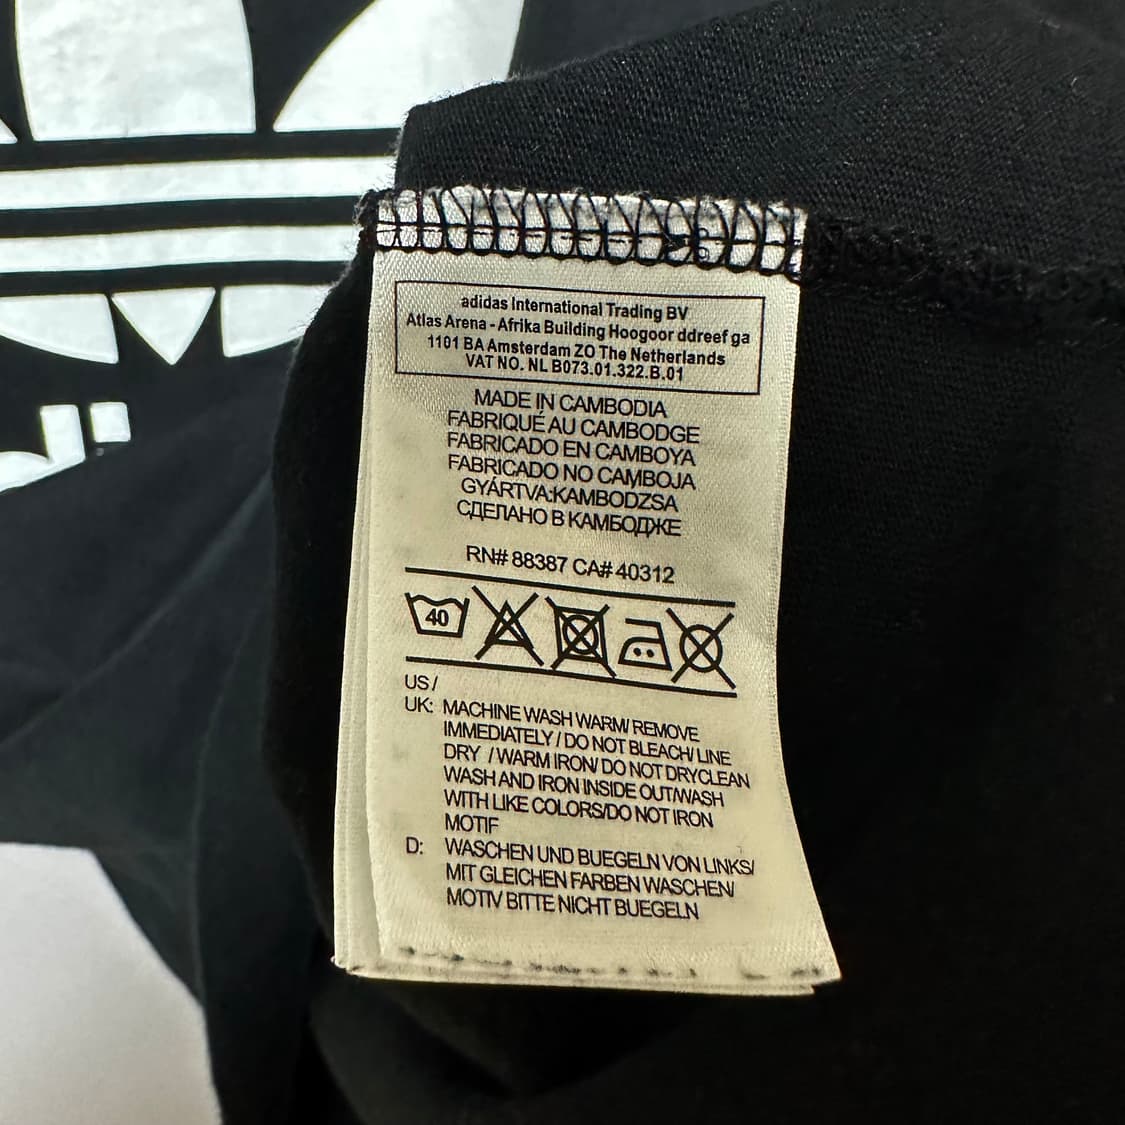 adidas International Trading BV
Atlas Arena - Afrika Building Hoogoor ddreef ga
1101 BA Amsterdam ZO The Netherlands
VAT NO. NL B073.01.322.B.01
MADE IN CAMBODIA
FABRIQUÉ AU CAMBODGE
FABRICADO EN CAMBOYA
FABRICADO NO CAMBOJA
GYÁRTVA:KAMBODZSA
СДЕЛАНО В КАМБОДЖЕ
RN# 88387 CA# 40312
40
US/
UK: MACHINE WASH WARM/ REMOVE
IMMEDIATELY / DO NOT BLEACH/ LINE
DRY / WARM IRON/ DO NOT DRYCLEAN
WASH AND IRON INSIDE OUT/WASH
WITH LIKE COLORS/DO NOT IRON
MOTIF
D: WASCHEN UND BUEGELN VON LINKS/
MIT GLEICHEN FARBEN WASCHEN/
MOTIV BITTE NICHT BUEGELN